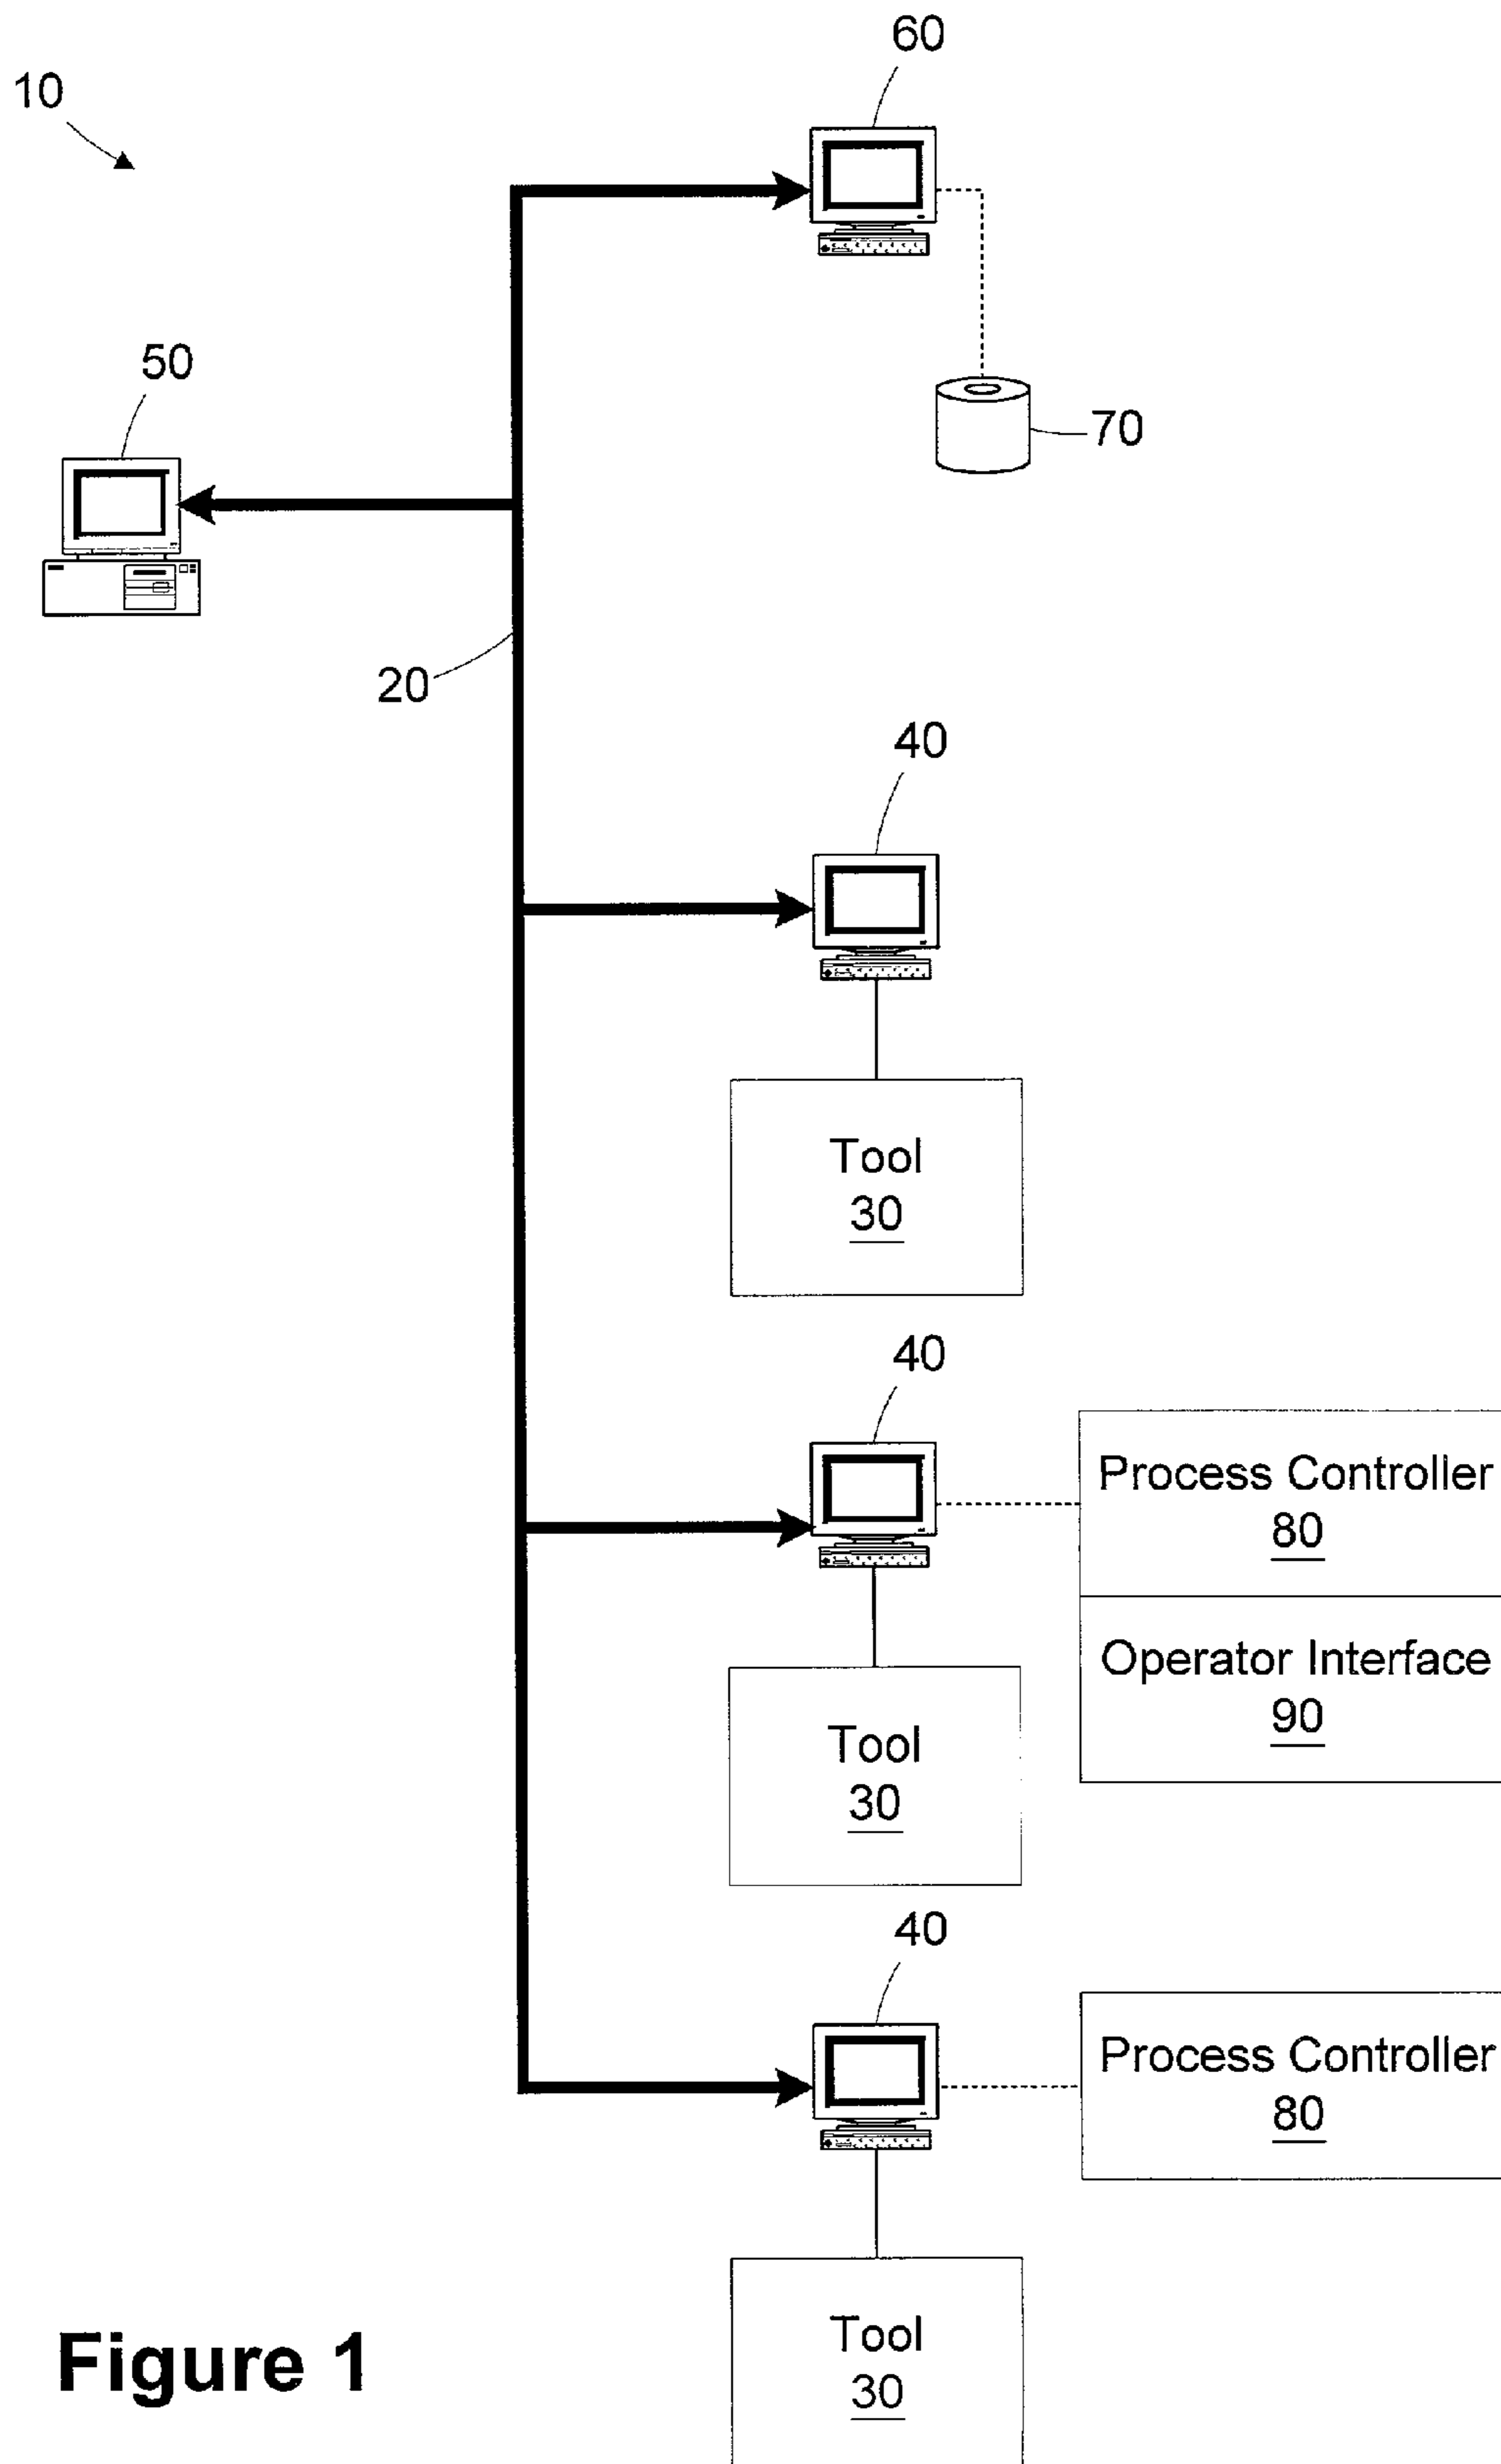 60
10
50
70
20
40
Tool
30
40
Process Controller
80
Operator Interface
90
Tool
30
40
Process Controller
80
Tool
30
Figure 1